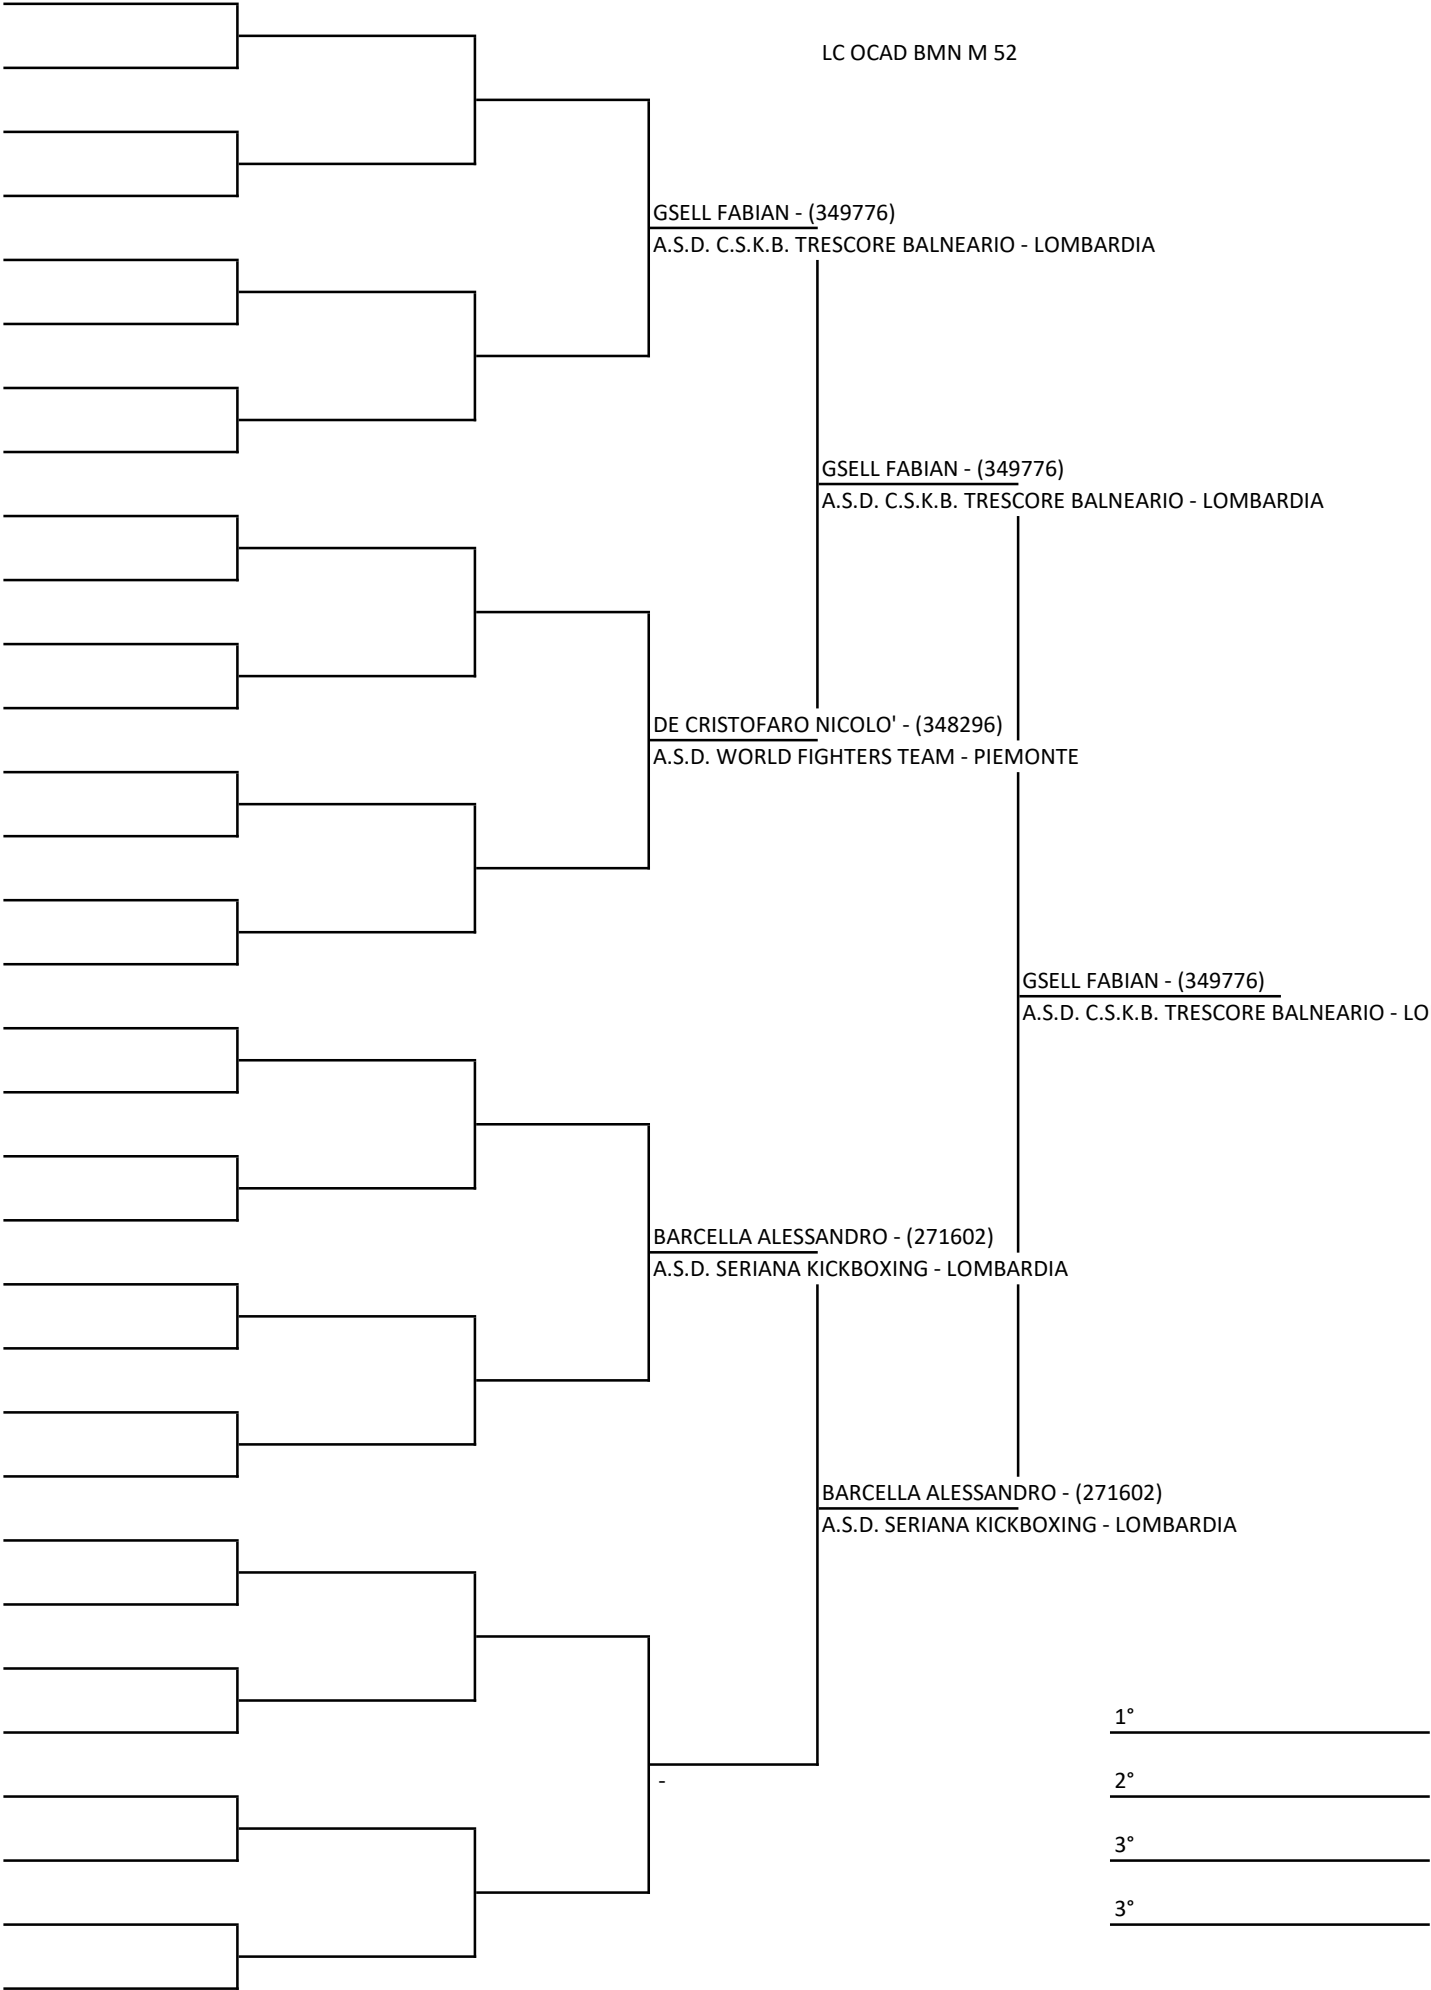 LC OCAD BMN M 52
GSELL FABIAN - (349776)
A.S.D. C.S.K.B. TRESCORE BALNEARIO - LOMBARDIA
GSELL FABIAN - (349776)
A.S.D. C.S.K.B. TRESCORE BALNEARIO - LOMBARDIA
DE CRISTOFARO NICOLO' - (348296)
A.S.D. WORLD FIGHTERS TEAM - PIEMONTE
GSELL FABIAN - (349776)
A.S.D. C.S.K.B. TRESCORE BALNEARIO - LO
BARCELLA ALESSANDRO - (271602)
A.S.D. SERIANA KICKBOXING - LOMBARDIA
BARCELLA ALESSANDRO - (271602)
A.S.D. SERIANA KICKBOXING - LOMBARDIA
1°
-
2°
3°
3°